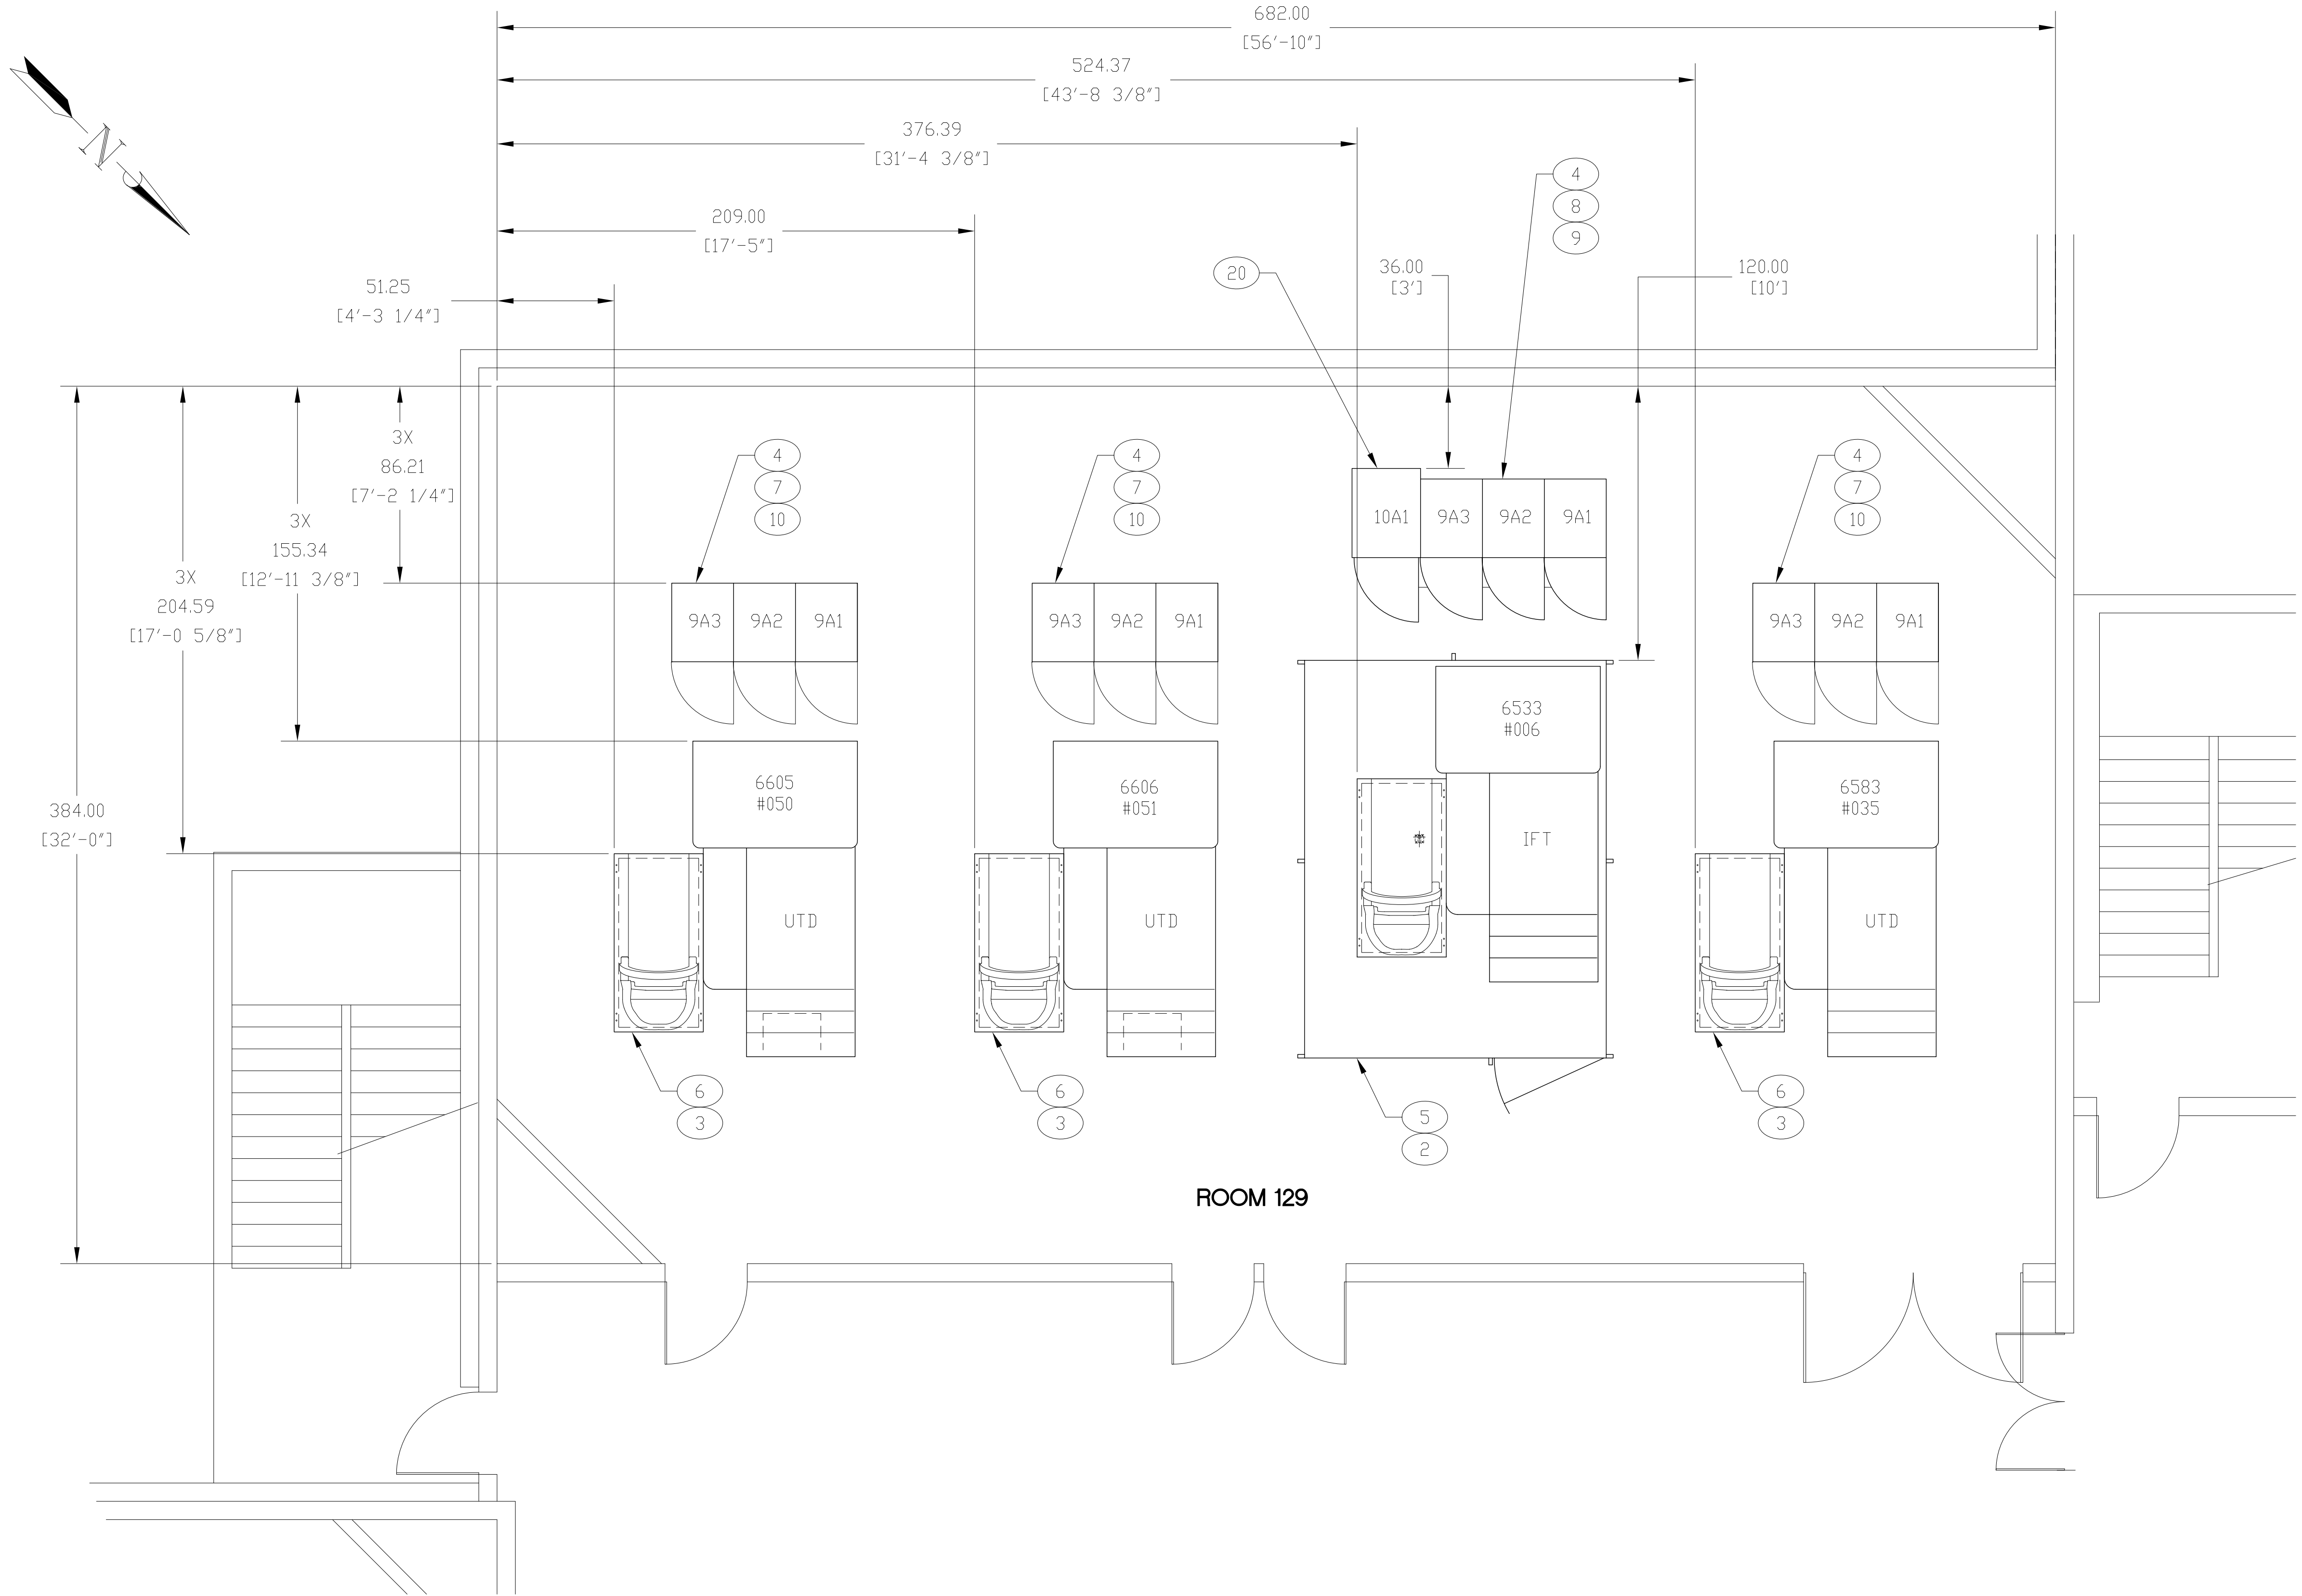 682.00
[56'-10"]
524.37
[43'-8 3/8"]
376.39
[31'-4 3/8"]
N
4
8
9
209.00
[17'-5"]
20
36.00
[3']
120.00
[10']
51.25
[4'-3 1/4"]
3X
86.21
[7'-2 1/4"]
4
7
10
4
7
10
4
7
10
3X
155.34
[12'-11 3/8"]
10A1
9A3
9A2
9A1
3X
204.59
[17'-0 5/8"]
9A3
9A2
9A1
9A3
9A2
9A1
9A3
9A2
9A1
6533
#006
6605
#050
6606
#051
6583
#035
384.00
[32'-0"]
IFT
UTD
UTD
UTD
6
3
6
3
5
2
6
3
ROOM 129